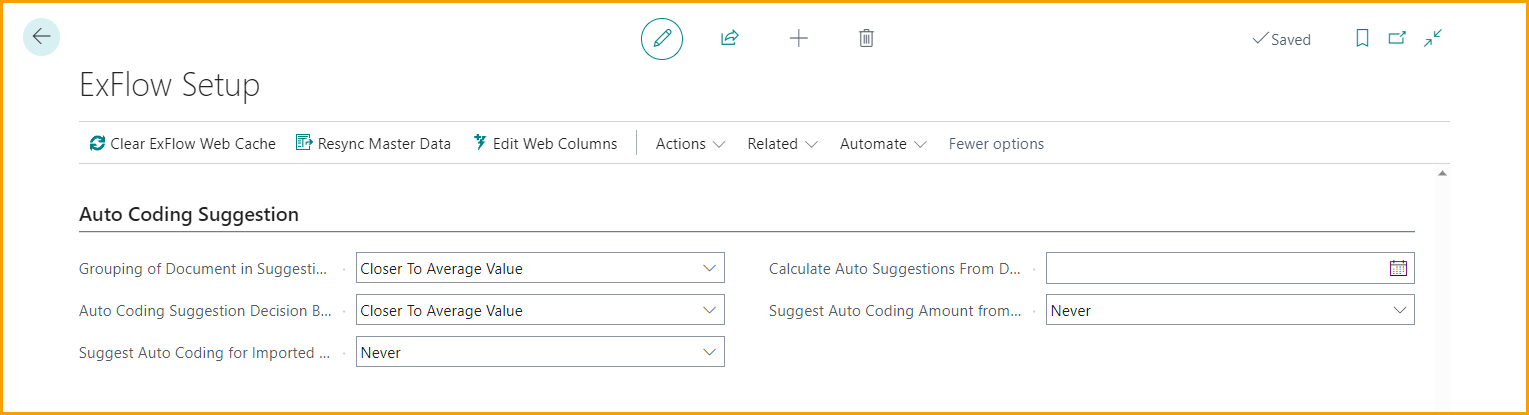 Saved
ExFlow Setup
Clear ExFlow Web Cache Resync Master Data Edit Web Columns Actions Related Automate Fewer options
Auto Coding Suggestion
Grouping of Document in Suggesti... Closer To Average Value Calculate Auto Suggestions From D...
Auto Coding Suggestion Decision B... Closer To Average Value Suggest Auto Coding Amount from... Never
Suggest Auto Coding for Imported ... Never